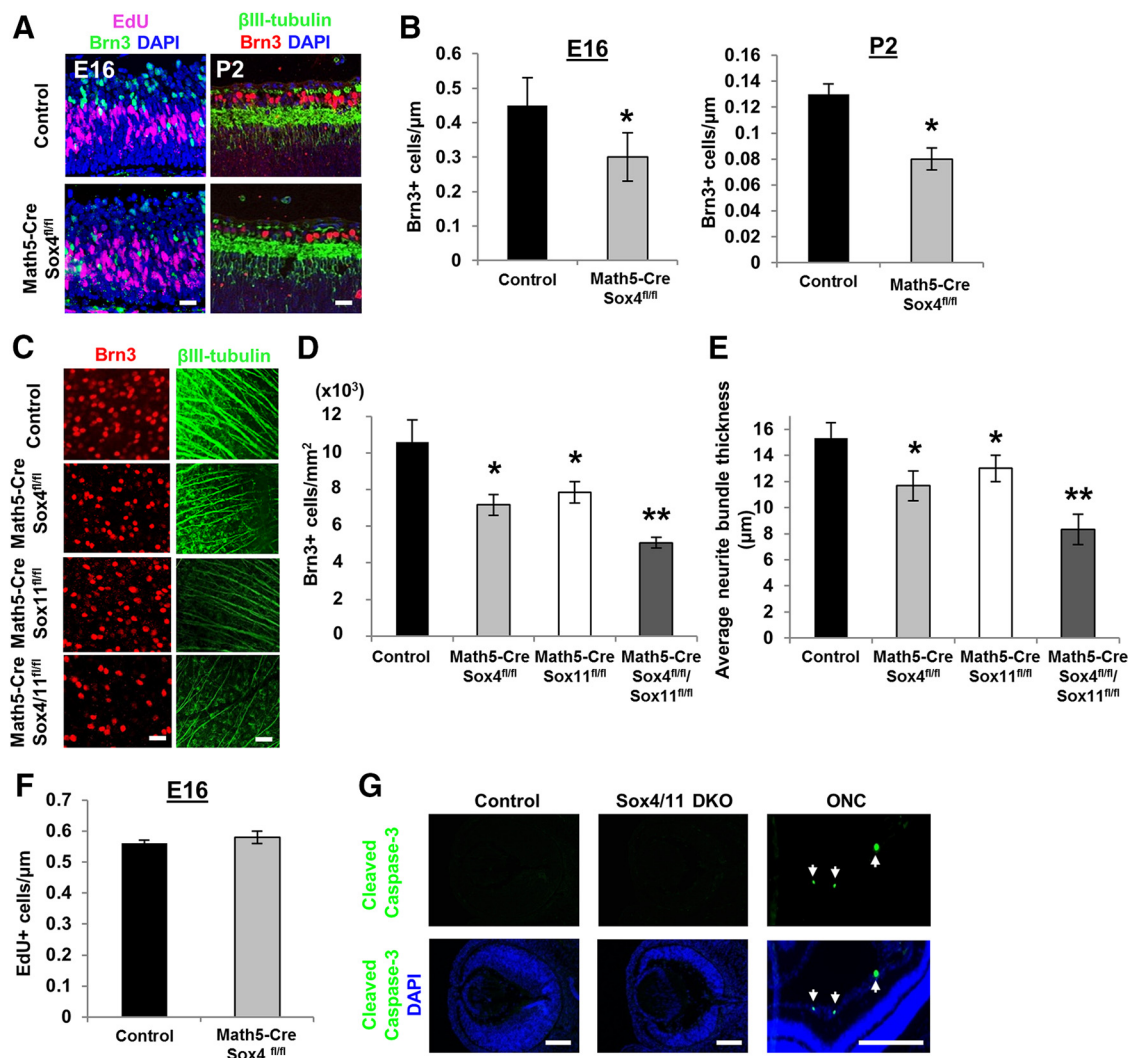 A
EdU
Brn3 DAPI
βIII-tubulin
Brn3 DAPI
E16
P2
Control
Math5-Cre
Sox4fl/fl
B
E16
Brn3+ cells/µm
0.6
0.5
0.4
0.3
0.2
0.1
0
*
Control
Math5-Cre
Sox4fl/fl
P2
Brn3+ cells/µm
0.16
0.14
0.12
0.1
0.08
0.06
0.04
0.02
0
*
Control
Math5-Cre
Sox4fl/fl
C
Brn3
βIII-tubulin
Control
Math5-Cre
Sox4fl/fl
Math5-Cre
Sox11fl/fl
Math5-Cre
Sox4/11fl/fl
D
(x10³)
Brn3+ cells/mm²
12
10
8
6
4
2
0
*
*
**
Control
Math5-Cre
Sox4fl/fl
Math5-Cre
Sox11fl/fl
Math5-Cre
Sox4fl/fl/
Sox11fl/fl
E
Average neurite bundle thickness
(µm)
16
14
12
10
8
6
4
2
0
*
*
**
Control
Math5-Cre
Sox4fl/fl
Math5-Cre
Sox11fl/fl
Math5-Cre
Sox4fl/fl/
Sox11fl/fl
F
E16
EdU+ cells/µm
0.7
0.6
0.5
0.4
0.3
0.2
0.1
0
Control
Math5-Cre
Sox4 fl/fl
G
Control
Sox4/11 DKO
ONC
Cleaved
Caspase-3
Cleaved
Caspase-3
DAPI